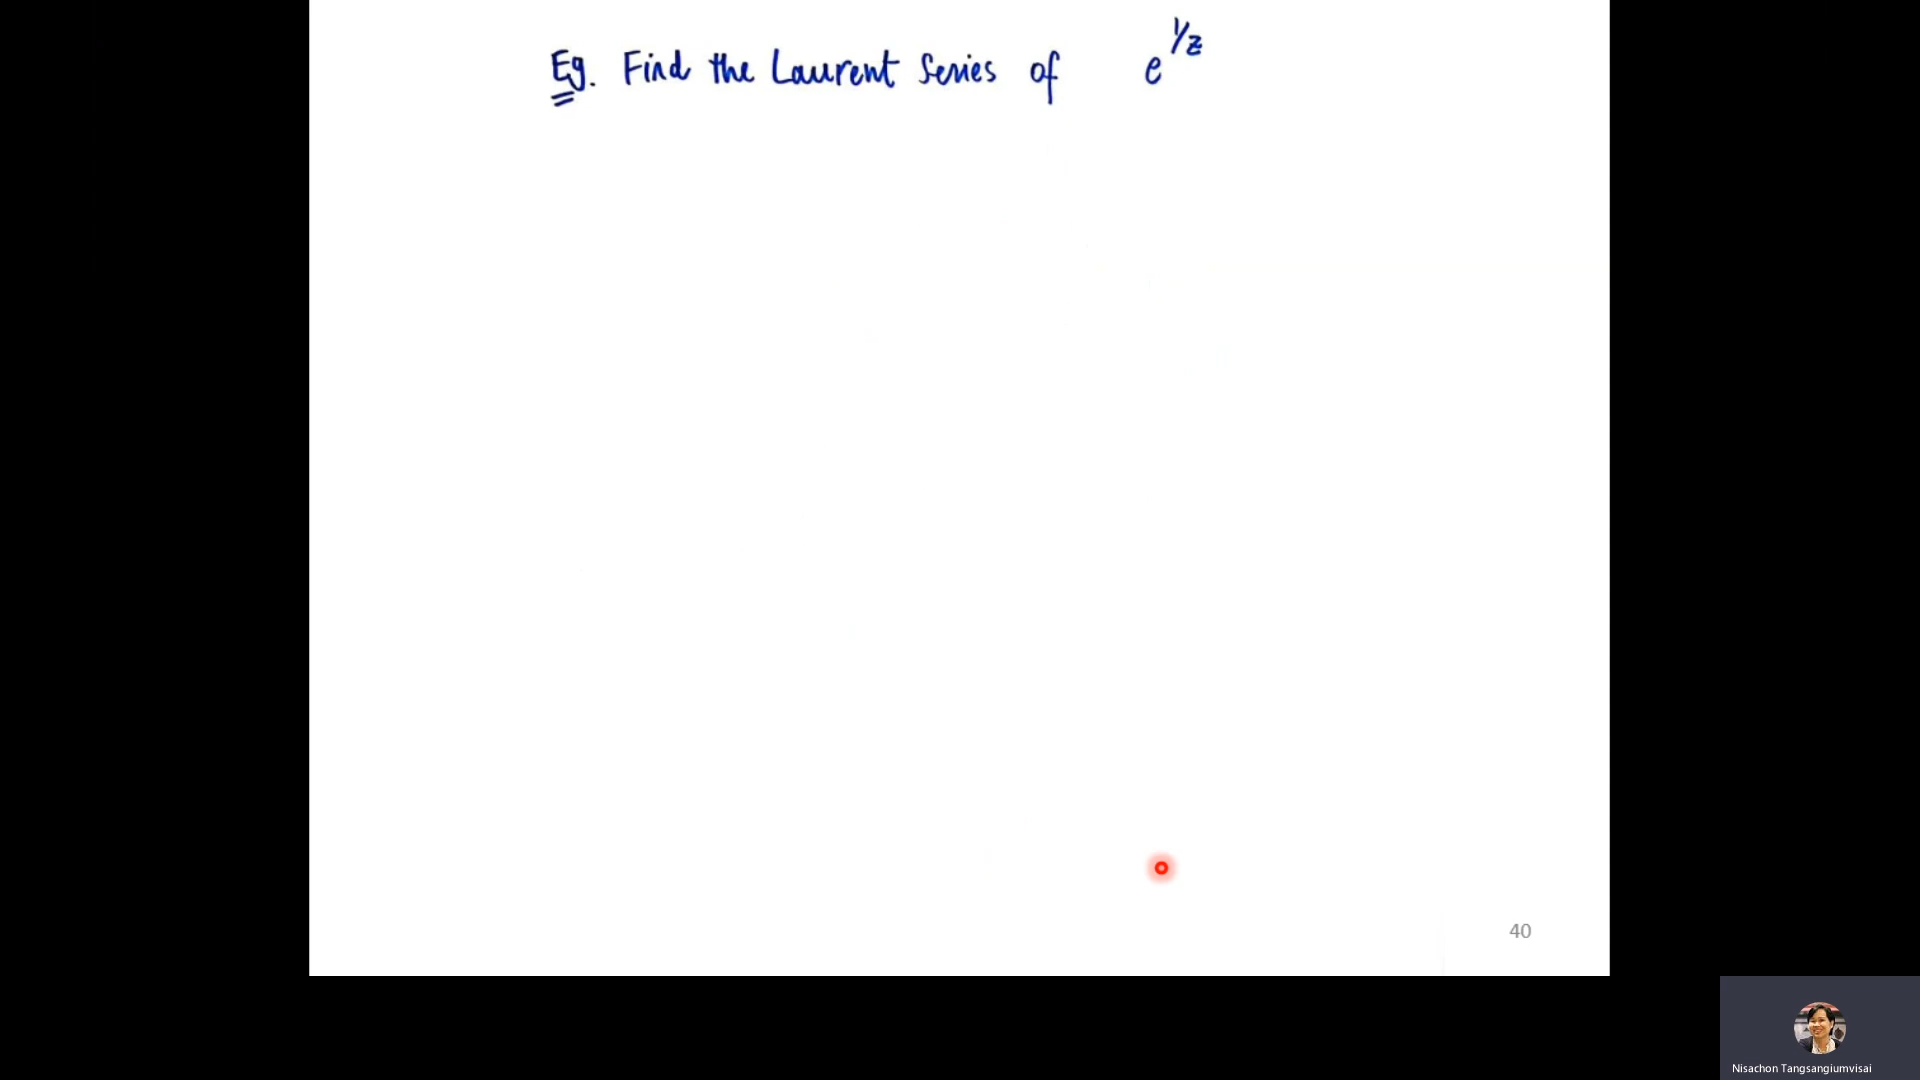 Eg. Find the Laurent Series of e^1/z
40
Nisachon Tangsangiumvisai